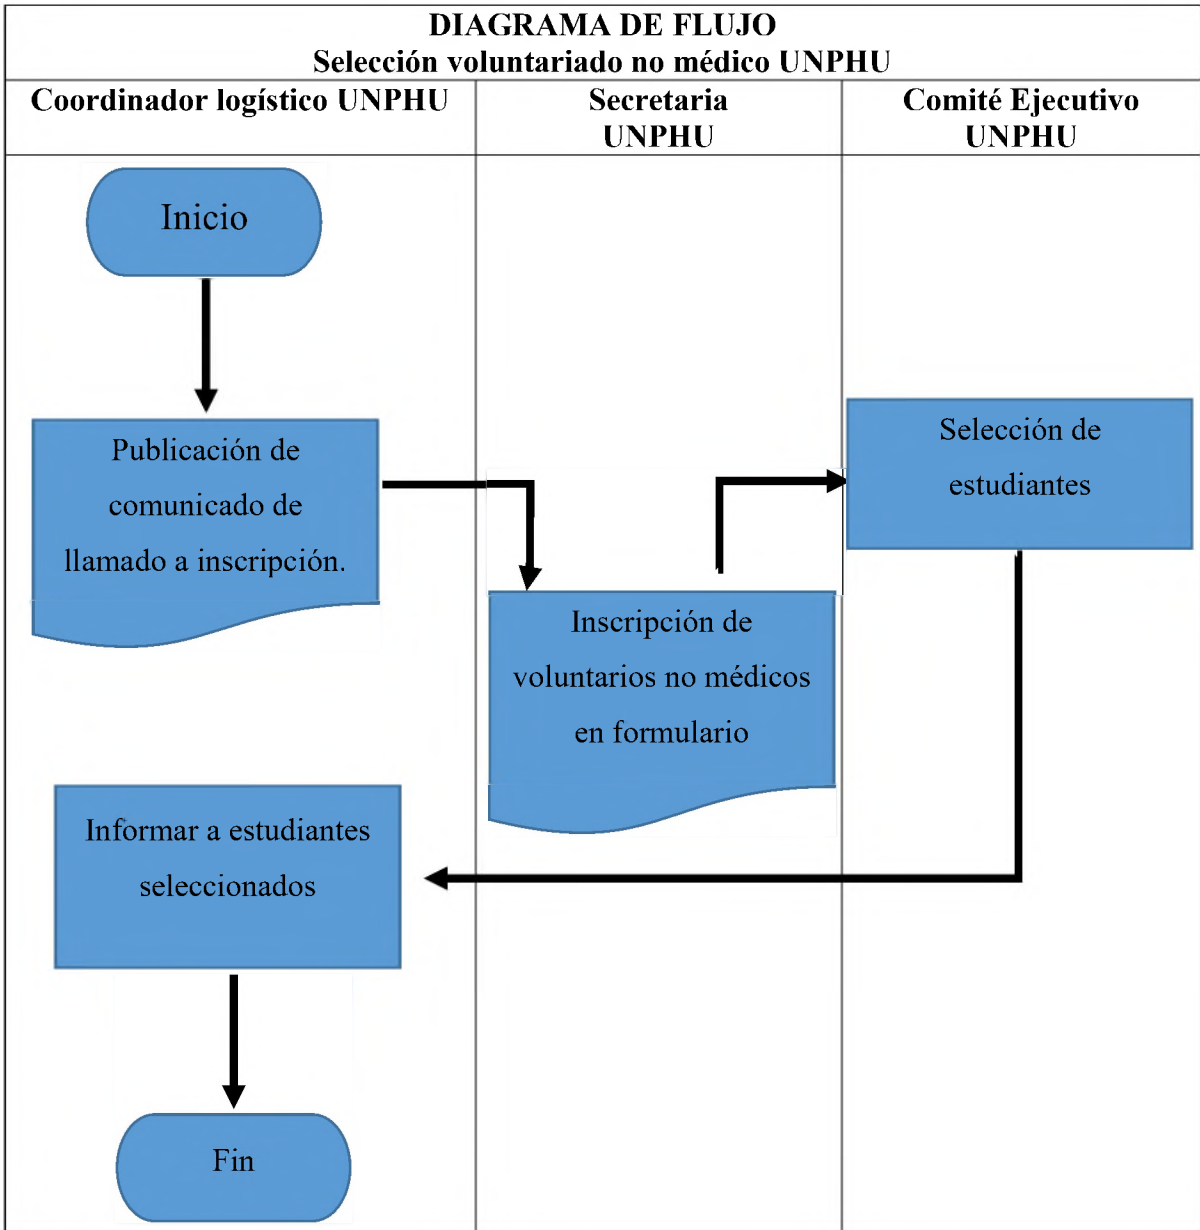 DIAGRAMA DE FLUJO
Selección voluntariado no médico UNPHU
Coordinador logístico UNPHU
Secretaria
UNPHU
Comité Ejecutivo
UNPHU
Inicio
Publicación de
comunicado de
llamado a inscripción.
Inscripción de
voluntarios no médicos
en formulario
Selección de
estudiantes
Informar a estudiantes
seleccionados
Fin